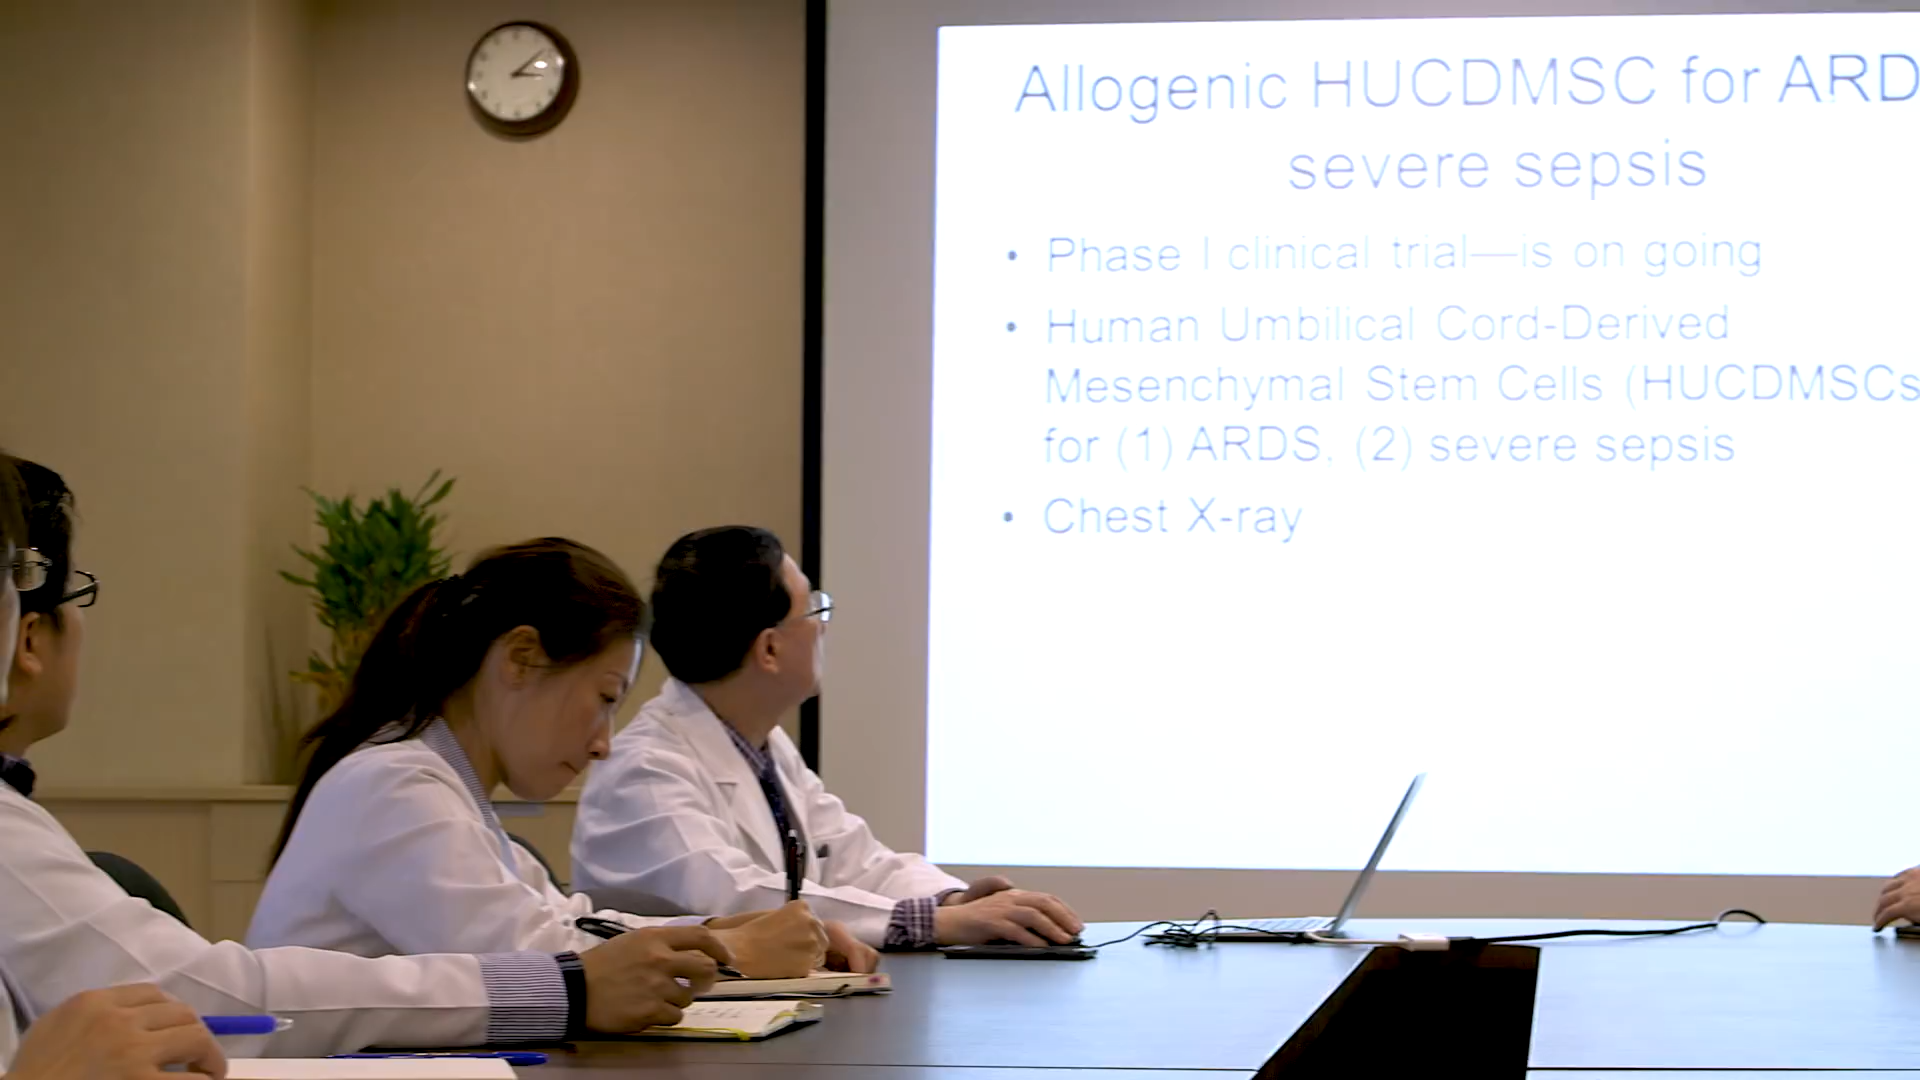 Allogenic HUCDMSC for ARD
severe sepsis
• Phase I clinical trial—is on going
• Human Umbilical Cord-Derived
Mesenchymal Stem Cells (HUCDMSCs
for (1) ARDS, (2) severe sepsis
• Chest X-ray